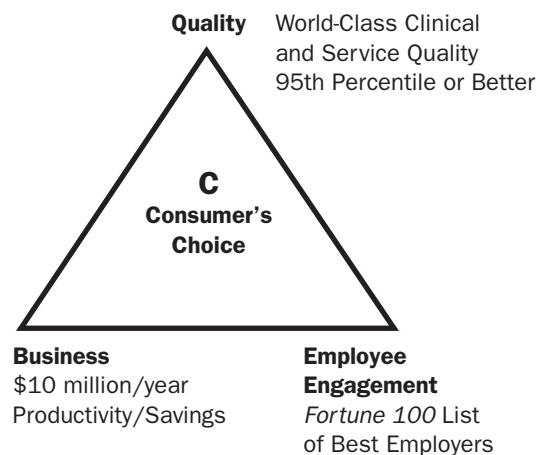 Quality
World-Class Clinical
and Service Quality
95th Percentile or Better
C
Consumer's
Choice
Business
$10 million/year
Productivity/Savings
Employee
Engagement
Fortune 100 List
of Best Employers